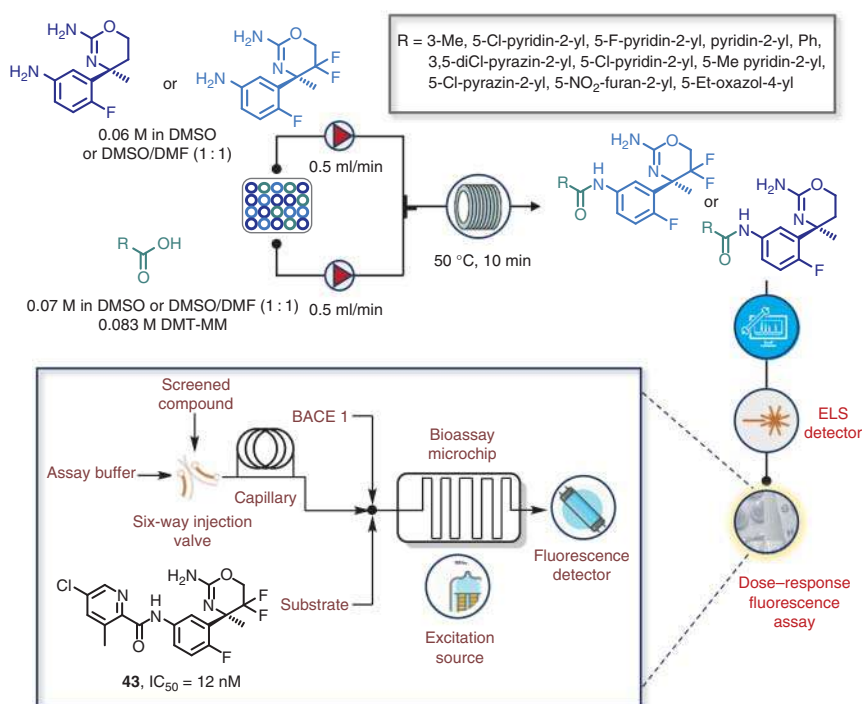 H₂N
O
N
H₂N
F
or
H₂N
O
N
F
F
H₂N
F
0.06 M in DMSO
or DMSO/DMF (1 : 1)
R
OH
O
0.07 M in DMSO or DMSO/DMF (1 : 1)
0.083 M DMT-MM
0.5 ml/min
0.5 ml/min
50 °C, 10 min
R = 3-Me, 5-Cl-pyridin-2-yl, 5-F-pyridin-2-yl, pyridin-2-yl, Ph,
3,5-diCl-pyrazin-2-yl, 5-Cl-pyridin-2-yl, 5-Me pyridin-2-yl,
5-Cl-pyrazin-2-yl, 5-NO₂-furan-2-yl, 5-Et-oxazol-4-yl
H₂N
O
N
F
F
R
H
N
O
F
or
H₂N
O
N
R
H
N
O
F
ELS
detector
Dose–response
fluorescence
assay
Screened
compound
Assay buffer
Six-way injection
valve
Capillary
BACE 1
Substrate
Bioassay
microchip
Fluorescence
detector
Excitation
source
Cl
N
H
N
O
H₂N
O
N
F
F
F
43, IC₅₀ = 12 nM